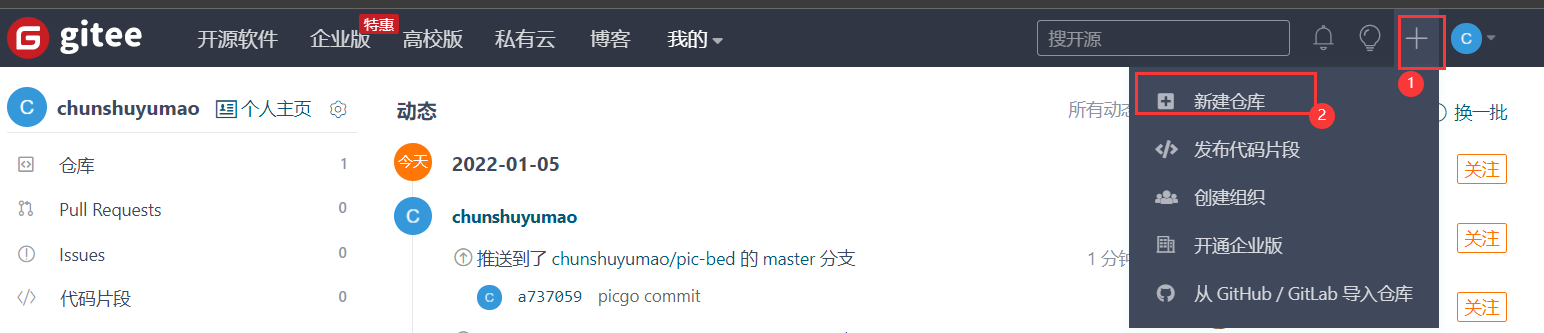 gitee 开源软件 企业版 特惠 高校版 私有云 博客 我的 搜开源
1
C chunshuyumao 个人主页
动态
所有动态
换一批
新建仓库
2
发布代码片段
创建组织
开通企业版
从 GitHub / GitLab 导入仓库
仓库 1
Pull Requests 0
Issues 0
代码片段 0
今天 2022-01-05
C chunshuyumao
推送到了 chunshuyumao/pic-bed 的 master 分支
1 分钟
C a737059 picgo commit
关注
关注
关注